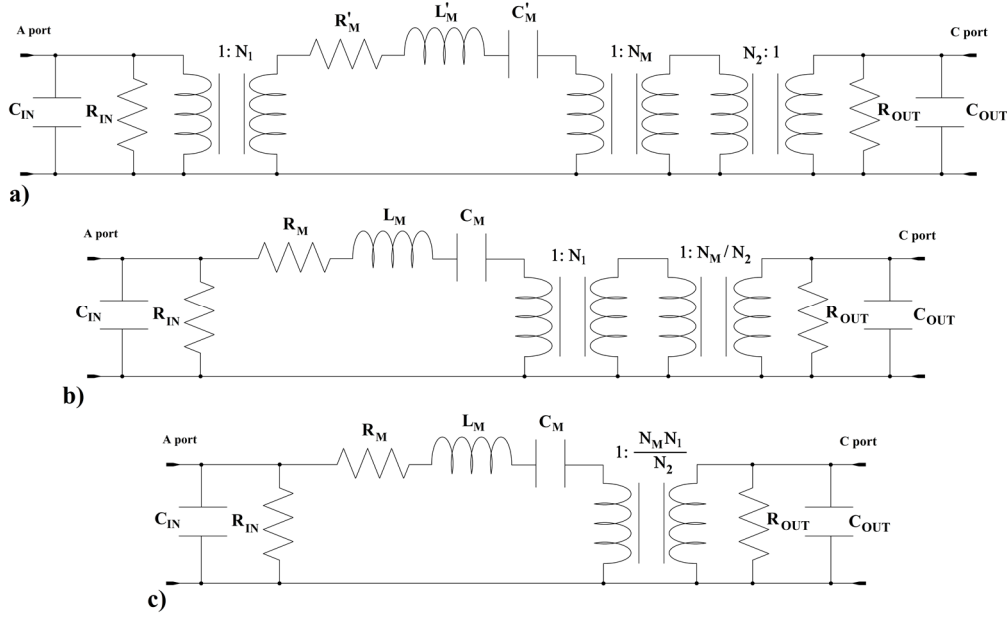 A port
C port
R'M
L'M
C'M
1: N1
1: NM
N2: 1
CIN
RIN
ROUT
COUT
a)
A port
C port
RM
LM
CM
1: N1
1: NM/N2
CIN
RIN
ROUT
COUT
b)
A port
C port
RM
LM
CM
1: NMN1
N2
CIN
RIN
ROUT
COUT
c)